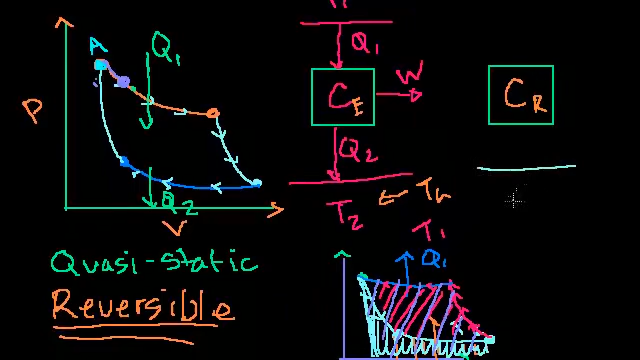 A
Q1
P
Q2
V
Quasi-static
Reversible
Q1
CE
W
Q2
T2
TH
T1
Q1
CR